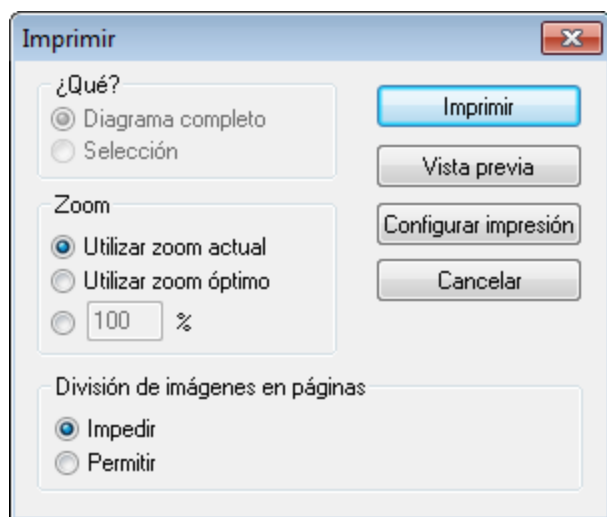 Imprimir
¿Qué?
Diagrama completo
Selección
Imprimir
Vista previa
Configurar impresión
Cancelar
Zoom
Utilizar zoom actual
Utilizar zoom óptimo
100 %
División de imágenes en páginas
Impedir
Permitir